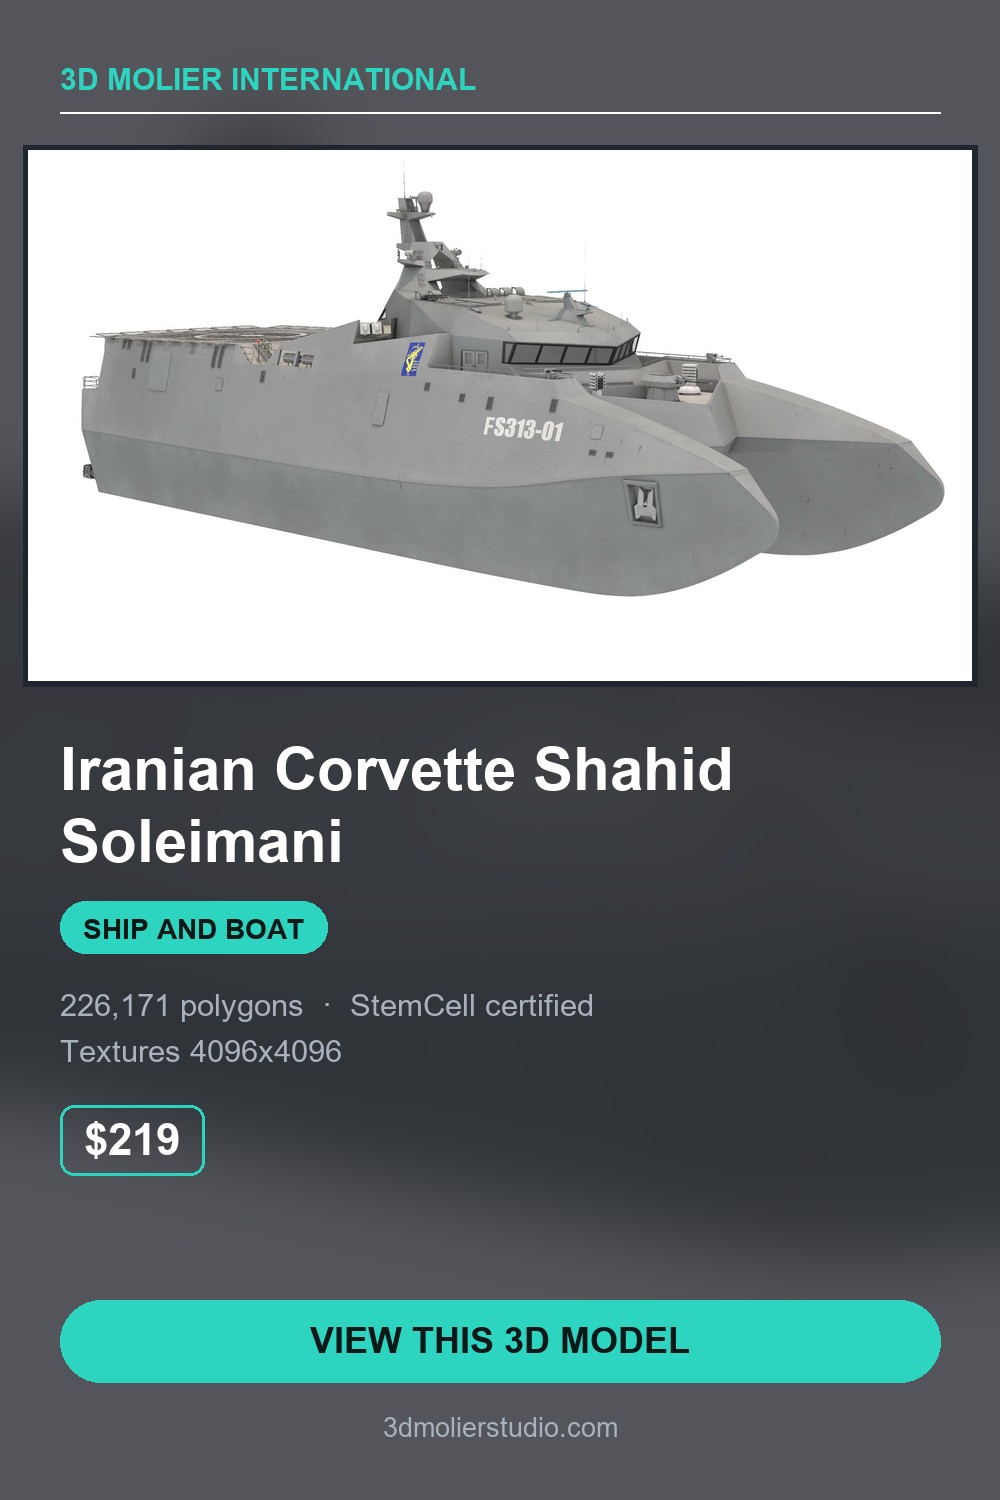 3D MOLIER INTERNATIONAL
FS313-01
Iranian Corvette Shahid
Soleimani
SHIP AND BOAT
226,171 polygons · StemCell certified
Textures 4096x4096
$219
VIEW THIS 3D MODEL
3dmolierstudio.com